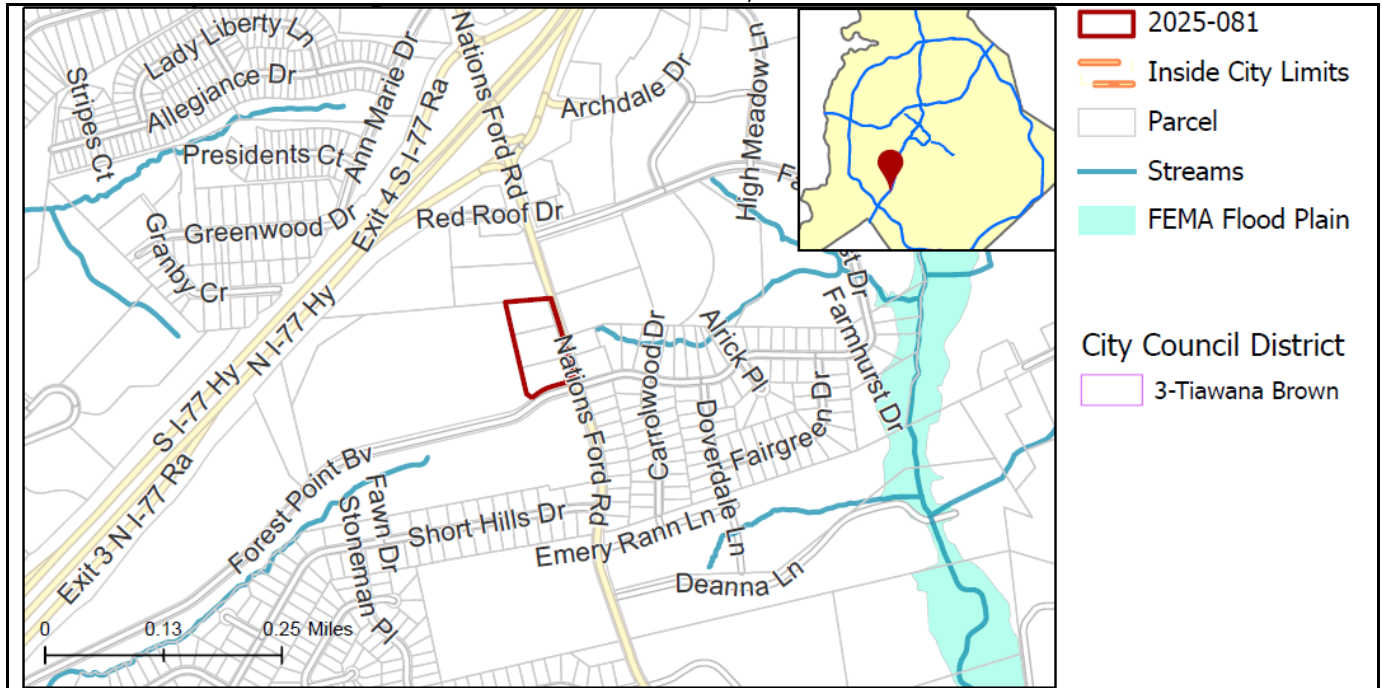 Lady Liberty Ln
Allegiance Dr
Stripes Ct
Presidents Ct
Ann Marie Dr
Greenwood Dr
Granby Cr
Exit 4 S I-77 Ra
Nations Ford Rd
Archdale Dr
High Meadow Ln
Fa
Red Roof Dr
S I-77 Hy
N I-77 Hy
Exit 3 N I-77 Ra
st Dr
Farmhurst Dr
Nations Ford Rd
Carrolwood Dr
Alrick Pl
Doverdale Ln
Fairgreen Dr
Forest Point Bv
Fawn Dr
Stoneman Pl
Short Hills Dr
Emery Rann Ln
Deanna Ln
0 0.13 0.25 Miles
2025-081
Inside City Limits
Parcel
Streams
FEMA Flood Plain
City Council District
3-Tiawana Brown